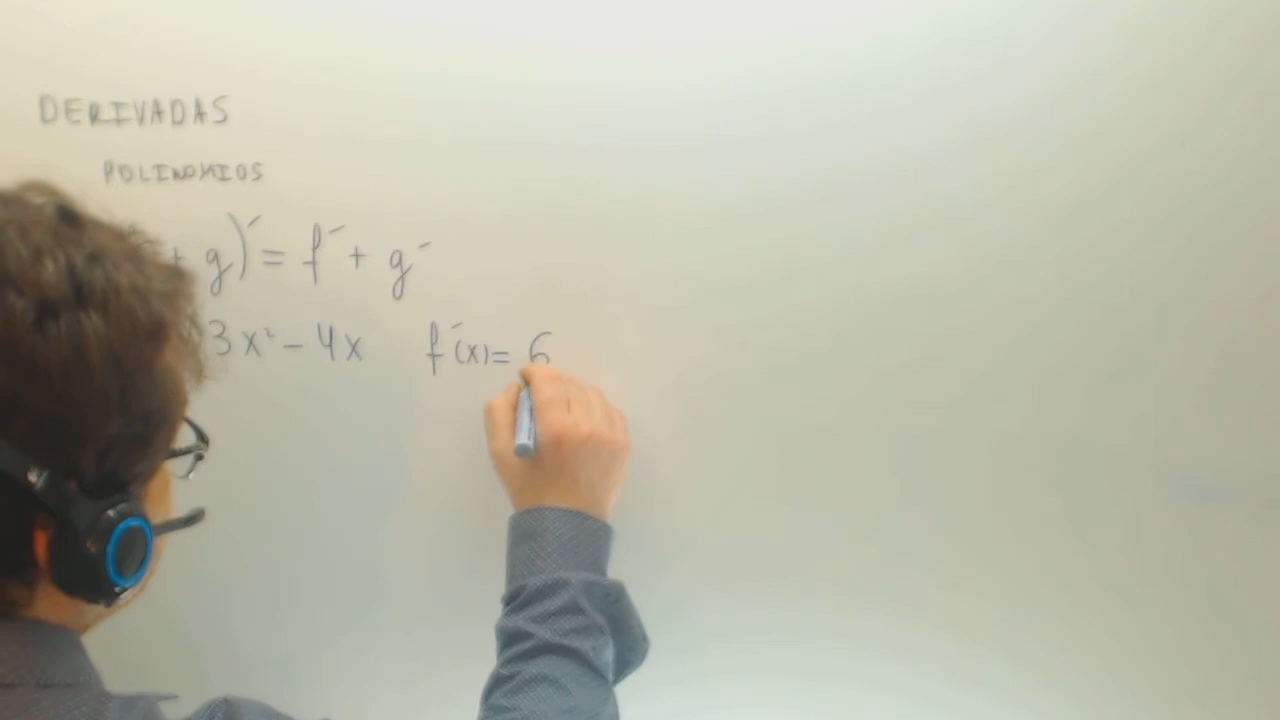 DERIVADAS
POLINOMIOS
+ g)´ = f´ + g´
3x² - 4x f´(x) = 6